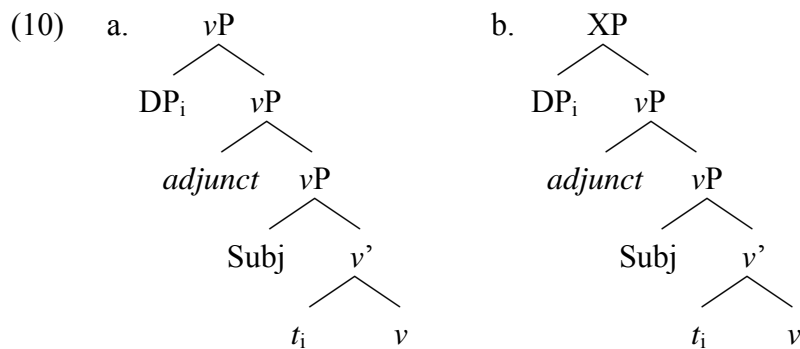 (10) a. vP b. XP
DPi vP DPi vP
adjunct vP adjunct vP
Subj v’ Subj v’
ti v ti v